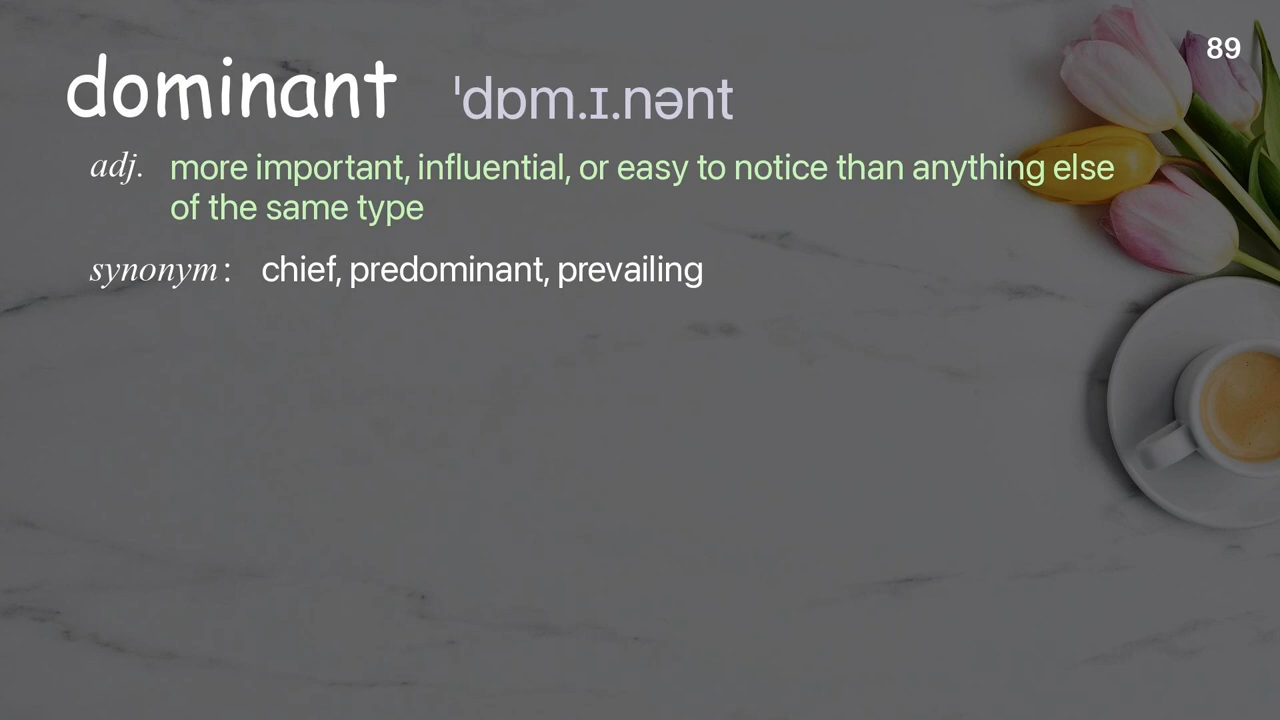 89
dominant ˈdɒm.ɪ.nənt
adj. more important, influential, or easy to notice than anything else
of the same type
synonym: chief, predominant, prevailing